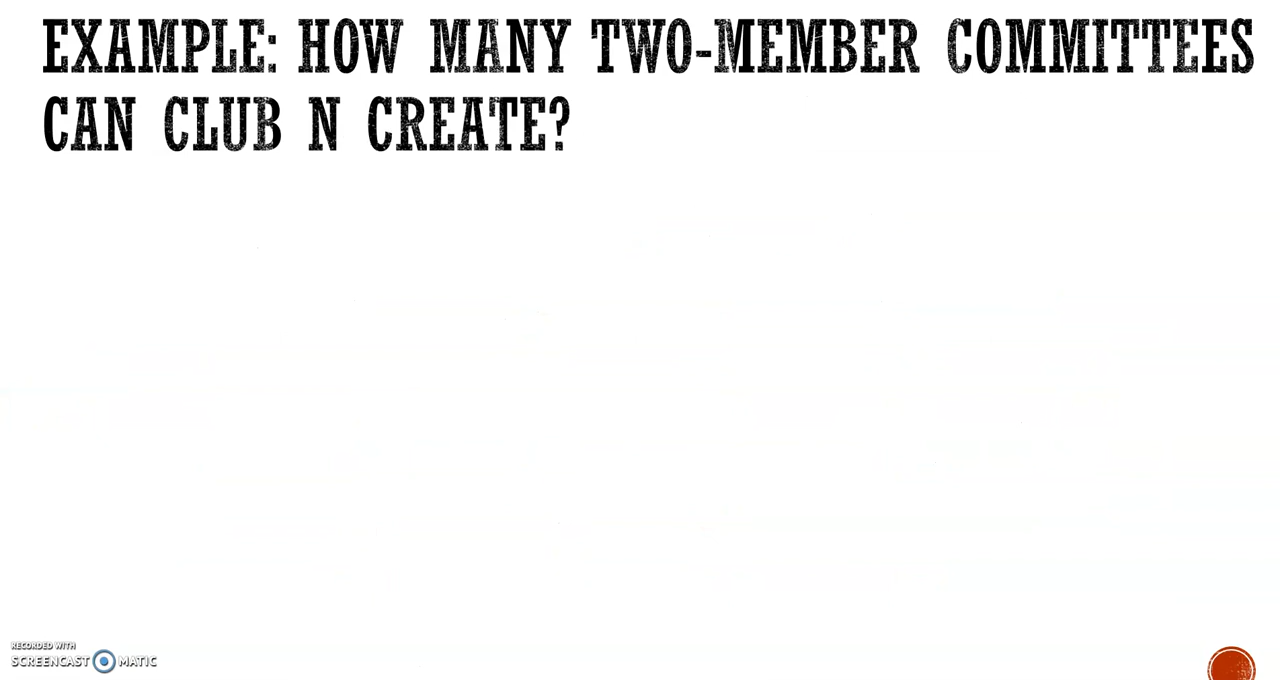 EXAMPLE: HOW MANY TWO-MEMBER COMMITTEES
CAN CLUB N CREATE?
RECORDED WITH
SCREENCAST MATIC